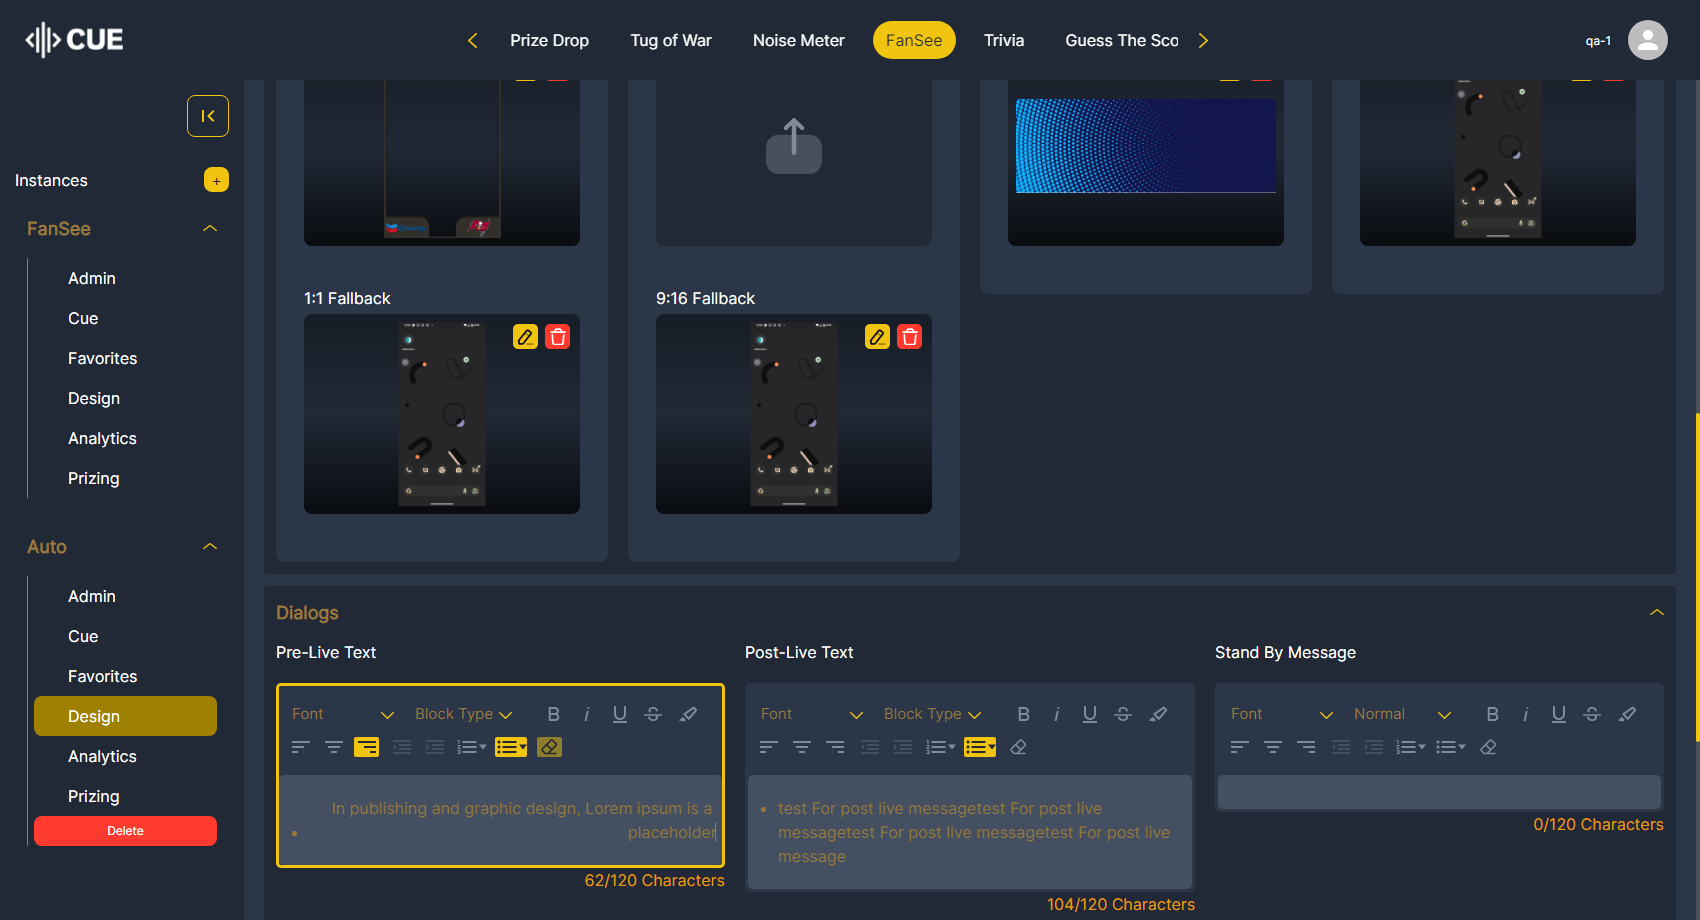 CUE
Prize Drop
Tug of War
Noise Meter
FanSee
Trivia
Guess The Sco
qa-1
Instances
+
FanSee
Admin
Cue
Favorites
Design
Analytics
Prizing
Auto
Admin
Cue
Favorites
Design
Analytics
Prizing
Delete
1:1 Fallback
9:16 Fallback
Dialogs
Pre-Live Text
Font
Block Type
B
i
U
S
In publishing and graphic design, Lorem ipsum is a
placeholder
62/120 Characters
Post-Live Text
Font
Block Type
B
i
U
S
test For post live messagetest For post live
messagetest For post live messagetest For post live
message
104/120 Characters
Stand By Message
Font
Normal
B
i
U
S
0/120 Characters